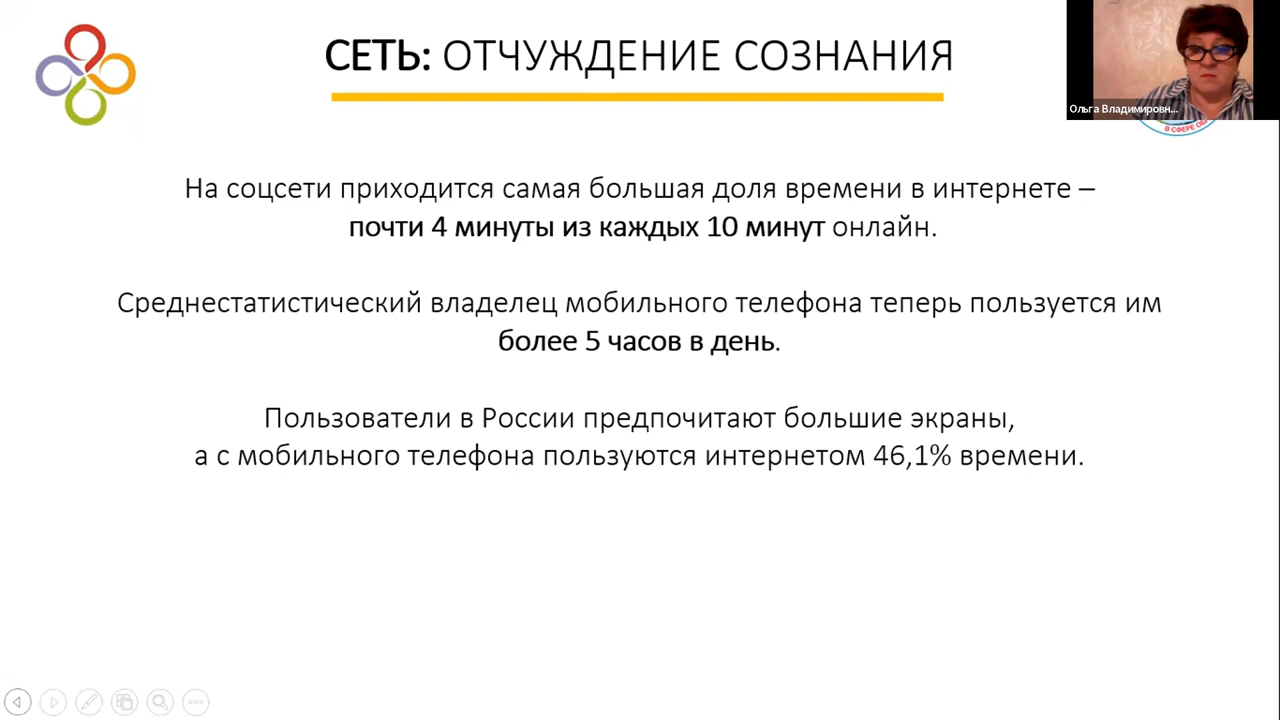 СЕТЬ: ОТЧУЖДЕНИЕ СОЗНАНИЯ
Ольга Владимировн...
В СФЕРЕ
На соцсети приходится самая большая доля времени в интернете –
почти 4 минуты из каждых 10 минут онлайн.
Среднестатистический владелец мобильного телефона теперь пользуется им
более 5 часов в день.
Пользователи в России предпочитают большие экраны,
а с мобильного телефона пользуются интернетом 46,1% времени.